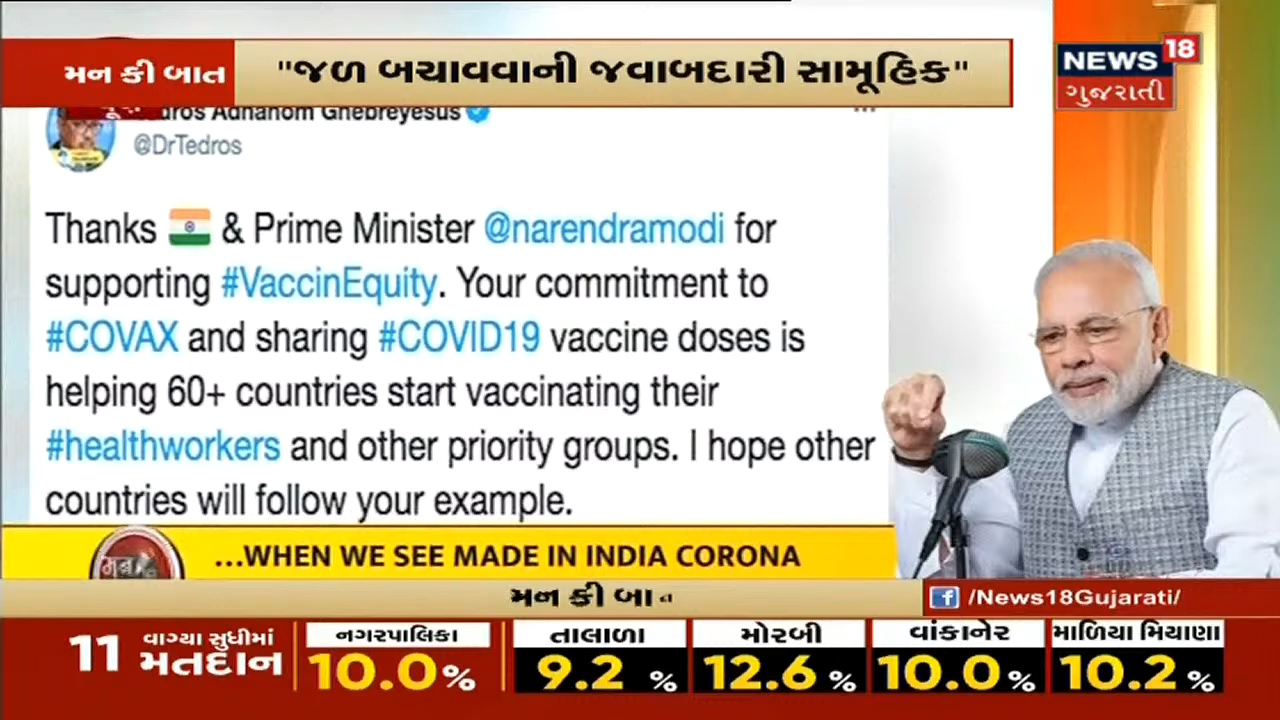 મન કી બાત
"જળ બચાવવાની જવાબદારી સામૂહિક"
NEWS 18
ગુજરાતી
Adhanom Ghebreyesus
@DrTedros
Thanks 🇮🇳 & Prime Minister @narendramodi for
supporting #VaccinEquity. Your commitment to
#COVAX and sharing #COVID19 vaccine doses is
helping 60+ countries start vaccinating their
#healthworkers and other priority groups. I hope other
countries will follow your example.
...WHEN WE SEE MADE IN INDIA CORONA
મન કી બાત
/News18Gujarati/
11 વાગ્યા સુધીમાં
મતદાન
નગરપાલિકા
10.0%
તાલાળા
9.2 %
મોરબી
12.6 %
વાંકાનેર
10.0%
માળિયા મિયાણા
10.2 %